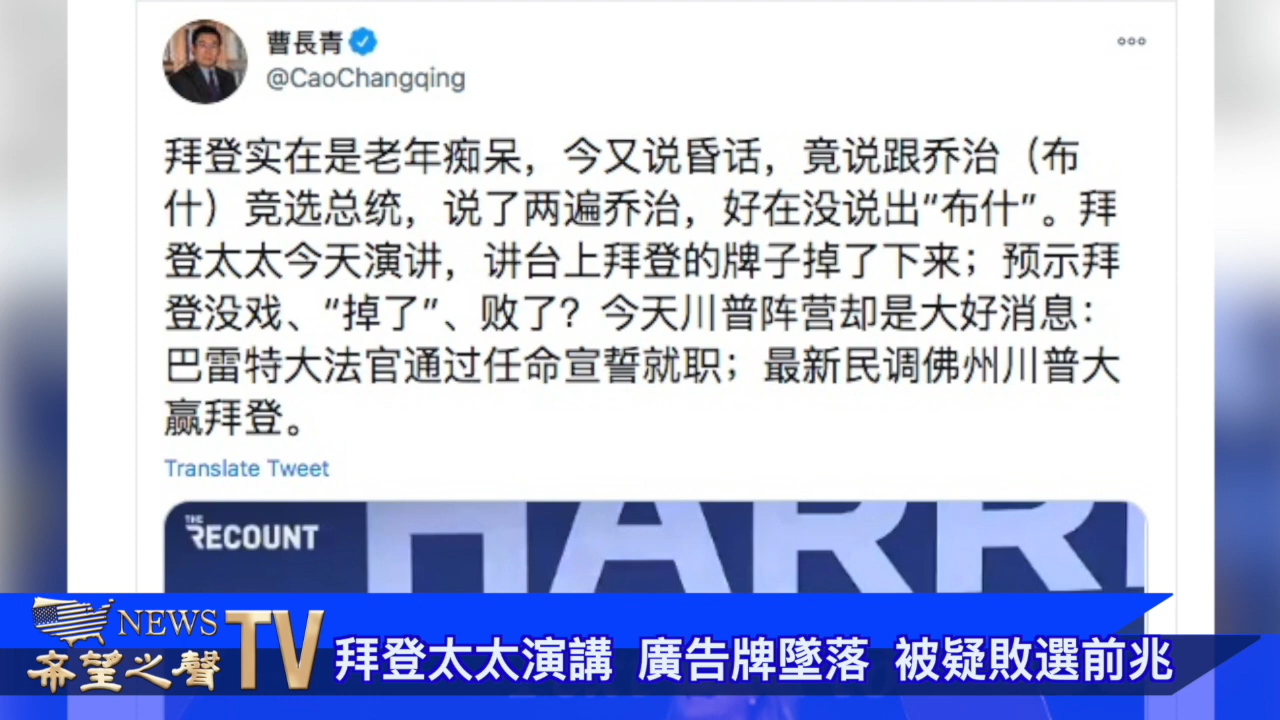 曹長青
@CaoChangqing
拜登实在是老年痴呆，今又说昏话，竟说跟乔治（布
什）竞选总统，说了两遍乔治，好在没说出“布什”。拜
登太太今天演讲，讲台上拜登的牌子掉了下来；预示拜
登没戏、“掉了”、败了？今天川普阵营却是大好消息：
巴雷特大法官通过任命宣誓就职；最新民调佛州川普大
赢拜登。
Translate Tweet
THE
RECOUNT
HARR
NEWS
希望之聲
TV
拜登太太演講 廣告牌墜落 被疑敗選前兆